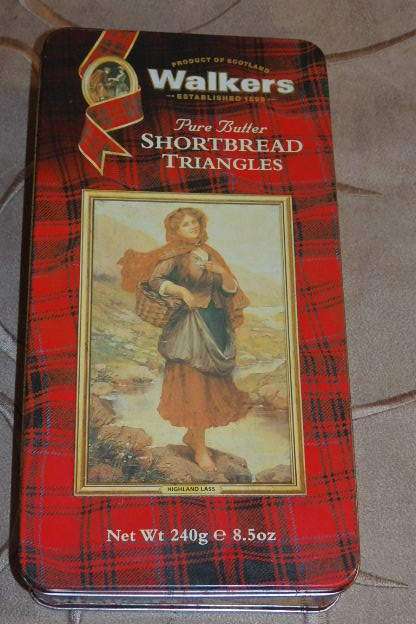 PRODUCT OF SCOTLAND
Walkers
ESTABLISHED 1898
Pure Butter
SHORTBREAD
TRIANGLES
HIGHLAND LASS
Net Wt 240g ℮ 8.5oz